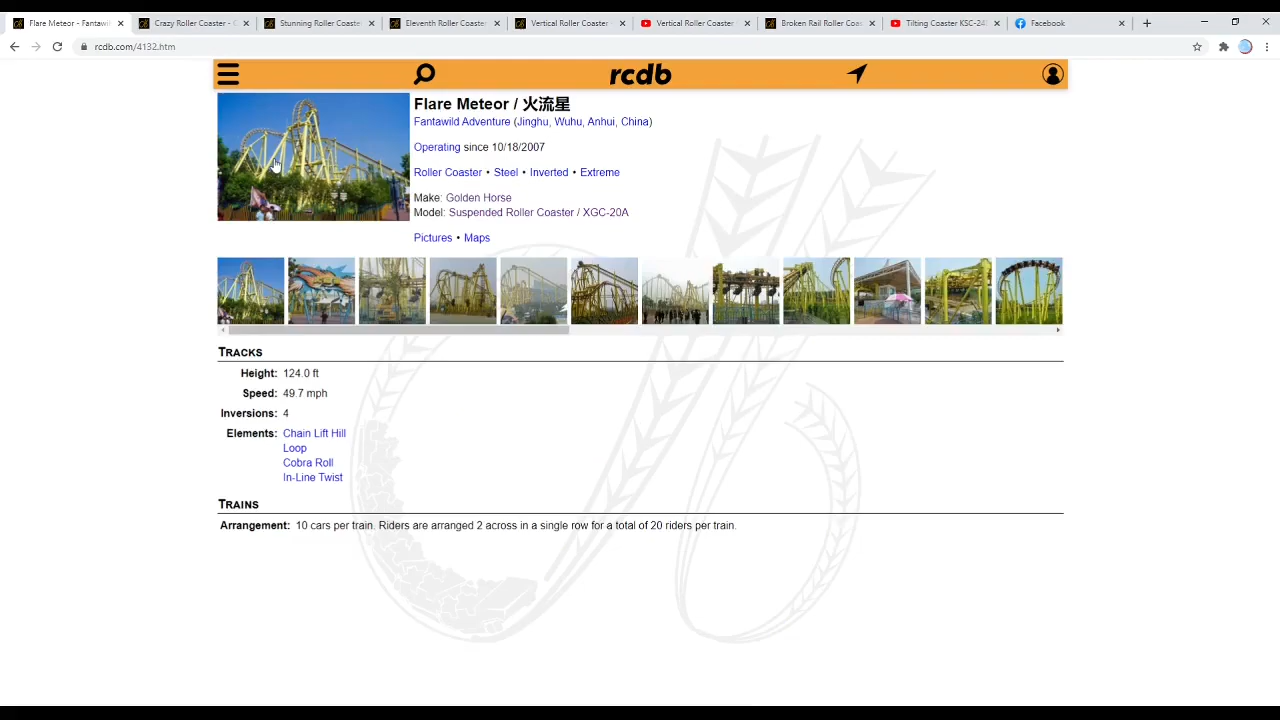 Flare Meteor - Fantawi
Crazy Roller Coaster - 
Stunning Roller Coaster
Eleventh Roller Coaster
Vertical Roller Coaster -
Vertical Roller Coaster
Broken Rail Roller Coa
Tilting Coaster KSC-24
Facebook
rcdb.com/4132.htm
rcdb
Flare Meteor / 火流星
Fantawild Adventure (Jinghu, Wuhu, Anhui, China)
Operating since 10/18/2007
Roller Coaster • Steel • Inverted • Extreme
Make: Golden Horse
Model: Suspended Roller Coaster / XGC-20A
Pictures • Maps
TRACKS
Height: 124.0 ft
Speed: 49.7 mph
Inversions: 4
Elements: Chain Lift Hill
Loop
Cobra Roll
In-Line Twist
TRAINS
Arrangement: 10 cars per train. Riders are arranged 2 across in a single row for a total of 20 riders per train.